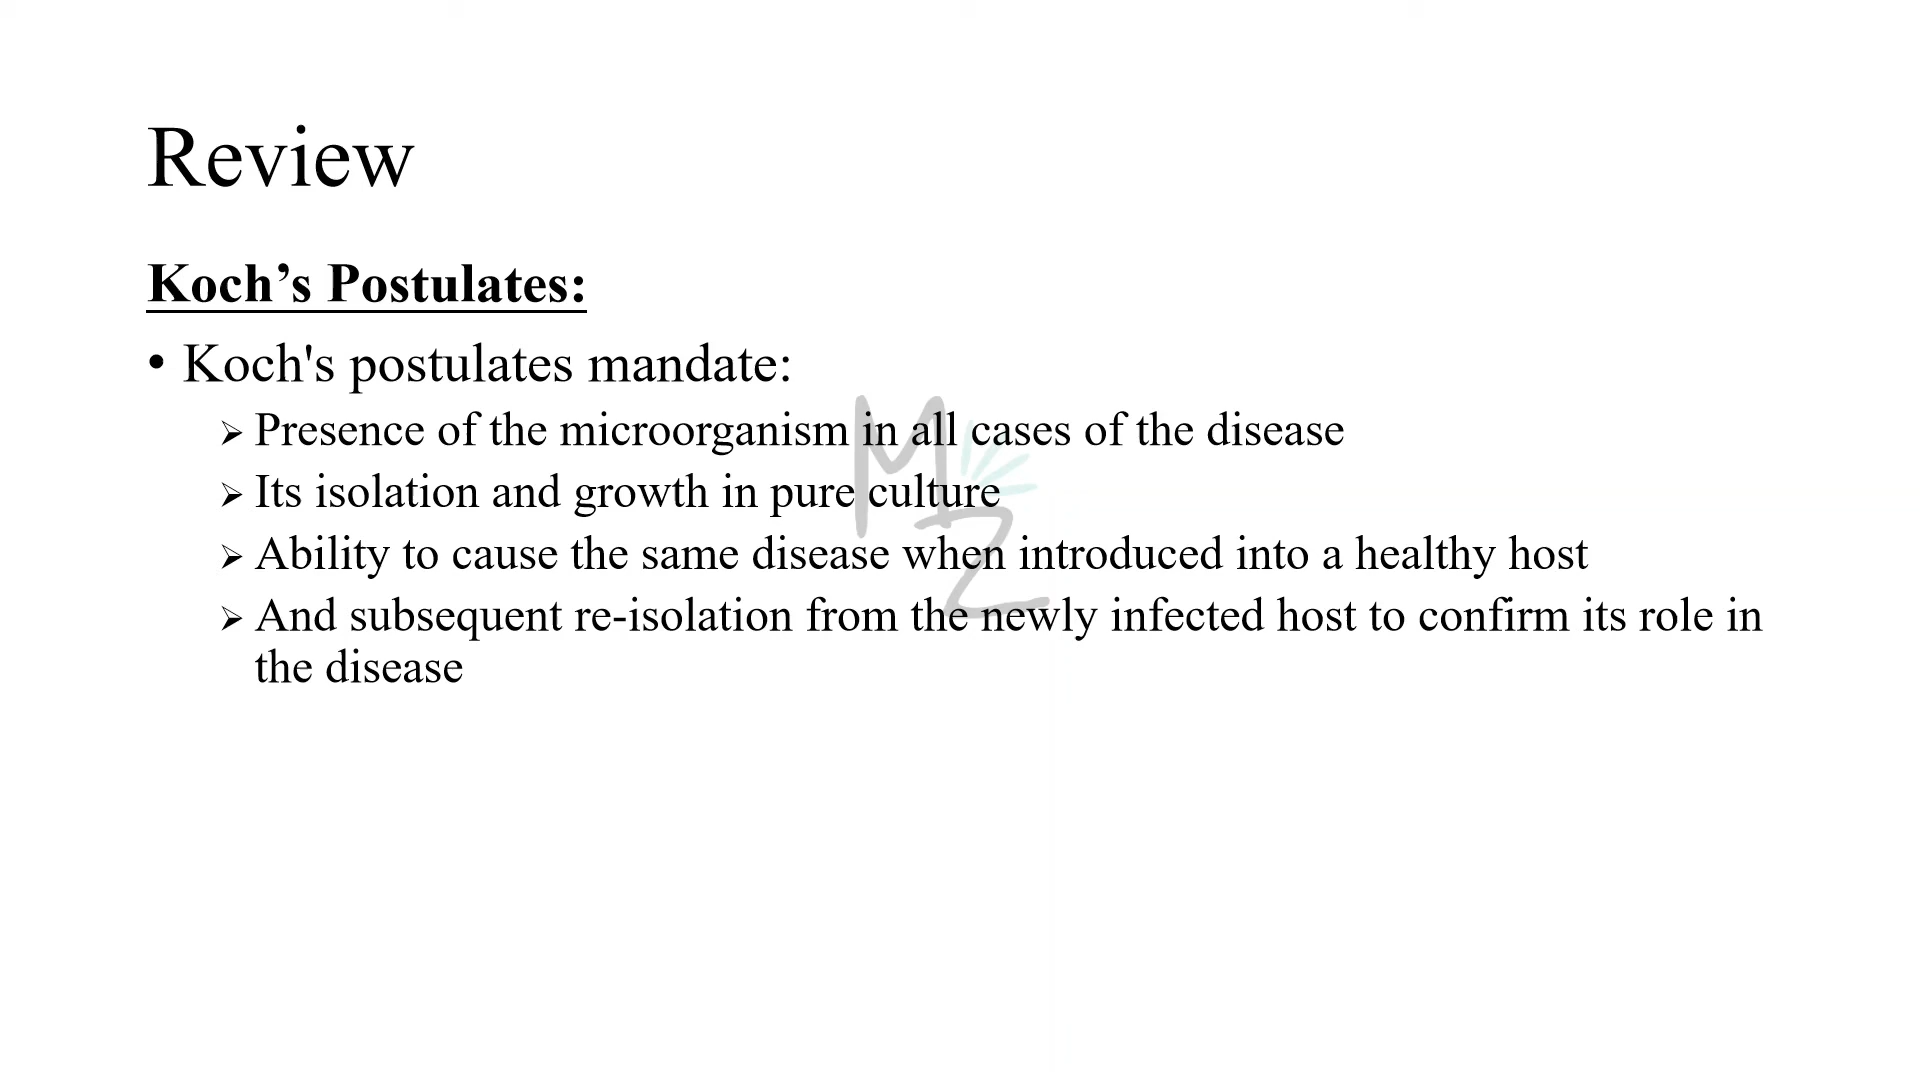 Review
Koch’s Postulates:
• Koch's postulates mandate:
➢ Presence of the microorganism in all cases of the disease
➢ Its isolation and growth in pure culture
➢ Ability to cause the same disease when introduced into a healthy host
➢ And subsequent re-isolation from the newly infected host to confirm its role in
the disease
MZ